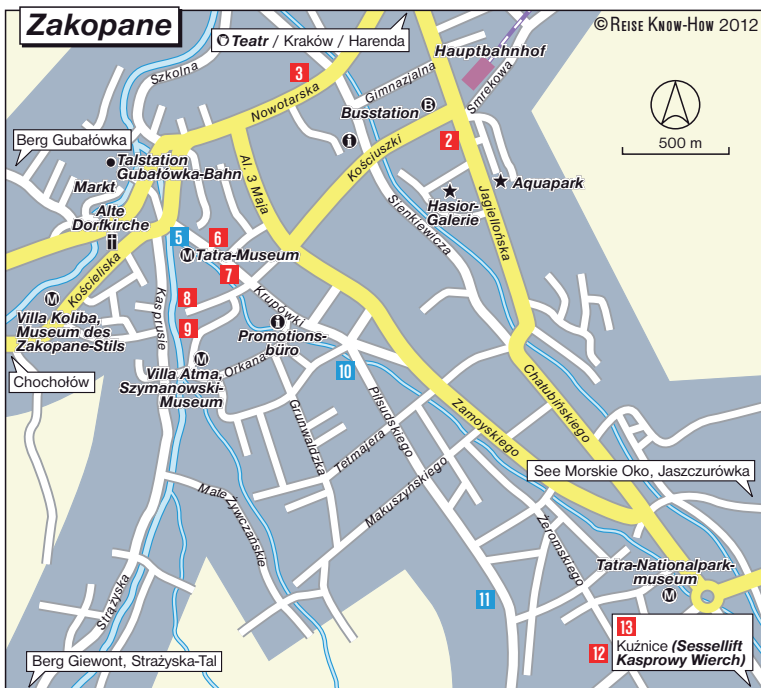 Zakopane
Teatr / Kraków / Harenda
© REISE KNOW-HOW 2012
Hauptbahnhof
Szkolna
3
Gimnazjalna
Smrekowa
Nowotarska
Busstation
B
500 m
Berg Gubałówka
i
2
Kościuszki
Talstation
Gubałówka-Bahn
Al. 3 Maja
Markt
Aquapark
Hasior-
Galerie
Jagiellońska
Sienkiewicza
Alte
Dorfkirche
5
6
M
Tatra-Museum
Kościeliska
7
M
Villa Koliba,
Museum des
Zakopane-Stils
Kasprusie
8
Krupówki
9
i
Promotions-
büro
Chochołów
M
Villa Atma,
Szymanowski-
Museum
Orkana
10
Piłsudskiego
Chałubińskiego
Zamoyskiego
Grunwaldzka
Tetmajera
Makuszyńskiego
See Morskie Oko, Jaszczurówka
Male Żywczańskie
Żeromskiego
Tatra-Nationalpark-
museum
M
Strążyska
11
13
Kuźnice (Sessellift
Kasprowy Wierch)
12
Berg Giewont, Strażyska-Tal